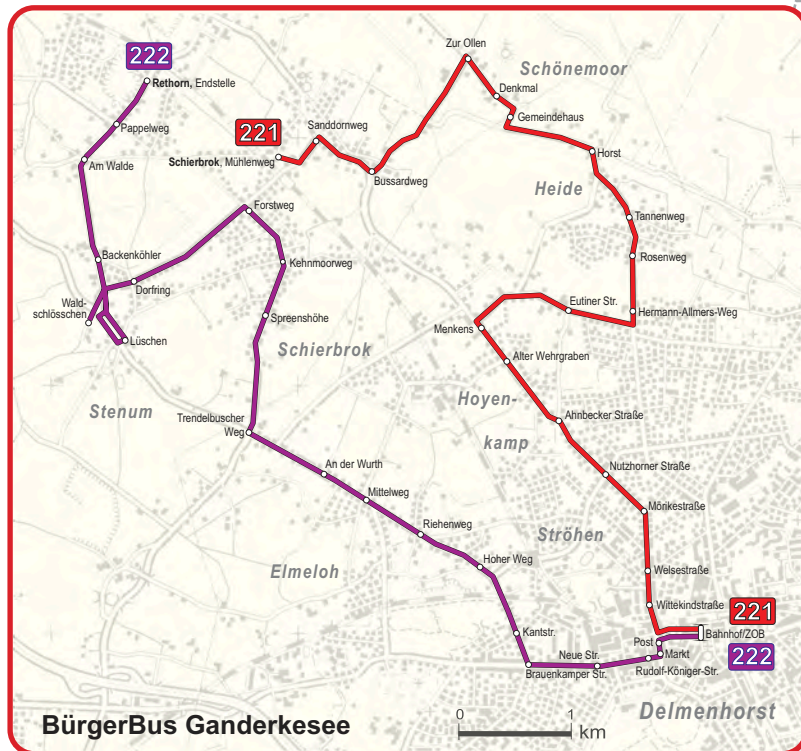 222
Rethorn, Endstelle
Pappelweg
Am Walde
Backenköhler
Wald-
schlösschen
Lüschen
Dorfring
Forstweg
Kehnmoorweg
Spreenshöhe
Schierbrok
Stenum
Trendelbuscher
Weg
An der Wurth
Mittelweg
Riehenweg
Elmeloh
Hoher Weg
Kantstr.
Brauenkamper Str.
Neue Str.
Rudolf-Königer-Str.
Markt
Post
221
Schierbrok, Mühlenweg
Sanddornweg
Bussardweg
Zur Ollen
Schönemoor
Denkmal
Gemeindehaus
Horst
Heide
Tannenweg
Rosenweg
Hermann-Allmers-Weg
Eutiner Str.
Menkens
Alter Wehrgraben
Hoyen-
kamp
Ahnbecker Straße
Nutzhorner Straße
Mörikestraße
Ströhen
Welsestraße
Wittekindstraße
221
Bahnhof/ZOB
222
Delmenhorst
BürgerBus Ganderkesee
0
1
km